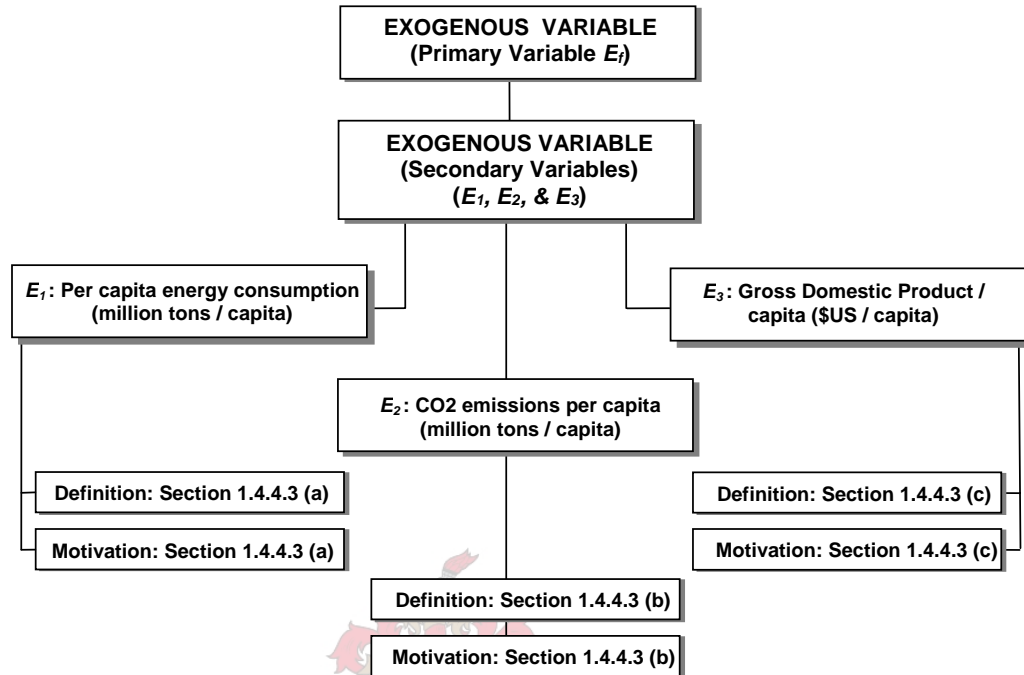 EXOGENOUS VARIABLE
(Primary Variable Ef)
EXOGENOUS VARIABLE
(Secondary Variables)
(E1, E2, & E3)
E1: Per capita energy consumption
(million tons / capita)
E3: Gross Domestic Product /
capita ($US / capita)
E2: CO2 emissions per capita
(million tons / capita)
Definition: Section 1.4.4.3 (a)
Motivation: Section 1.4.4.3 (a)
Definition: Section 1.4.4.3 (c)
Motivation: Section 1.4.4.3 (c)
Definition: Section 1.4.4.3 (b)
Motivation: Section 1.4.4.3 (b)